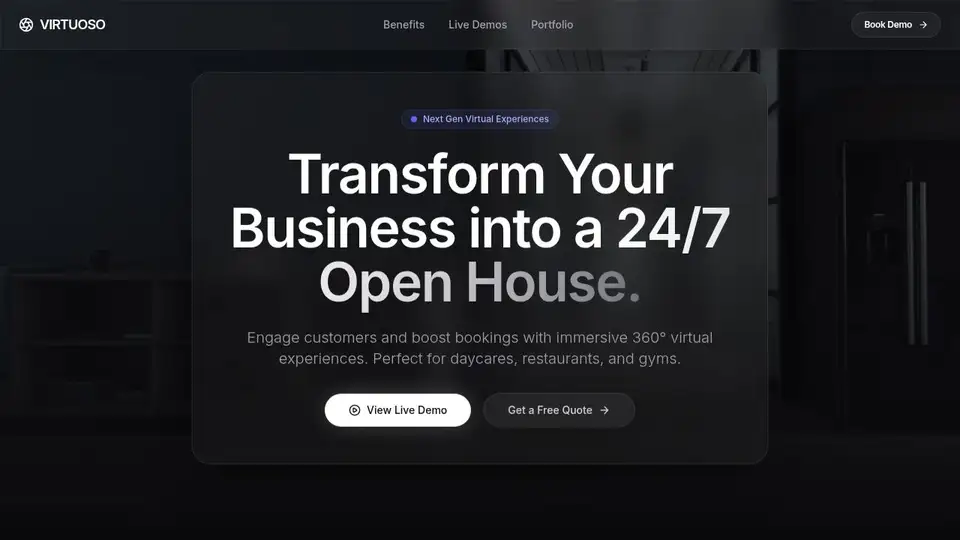 VIRTUOSO
Benefits
Live Demos
Portfolio
Book Demo
Next Gen Virtual Experiences
Transform Your
Business into a 24/7
Open House.
Engage customers and boost bookings with immersive 360° virtual
experiences. Perfect for daycares, restaurants, and gyms.
View Live Demo
Get a Free Quote